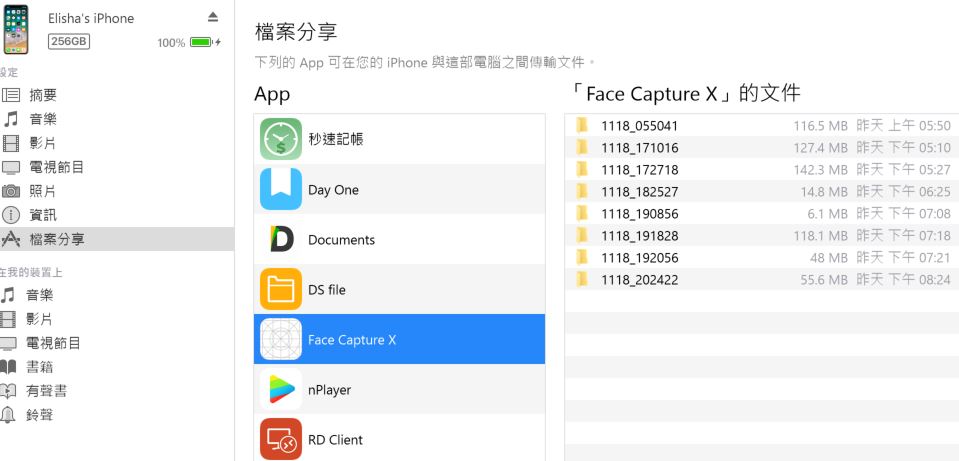 Elisha's iPhone
256GB
100%
設定
摘要
音樂
影片
電視節目
照片
資訊
檔案分享
在我的裝置上
音樂
影片
電視節目
書籍
有聲書
鈴聲
檔案分享
下列的 App 可在您的 iPhone 與這部電腦之間傳輸文件。
App
秒速記帳
Day One
Documents
DS file
Face Capture X
nPlayer
RD Client
「Face Capture X」的文件
1118_055041 116.5 MB 昨天 上午 05:50
1118_171016 127.4 MB 昨天 下午 05:10
1118_172718 142.3 MB 昨天 下午 05:27
1118_182527 14.8 MB 昨天 下午 06:25
1118_190856 6.1 MB 昨天 下午 07:08
1118_191828 118.1 MB 昨天 下午 07:18
1118_192056 48 MB 昨天 下午 07:21
1118_202422 55.6 MB 昨天 下午 08:24